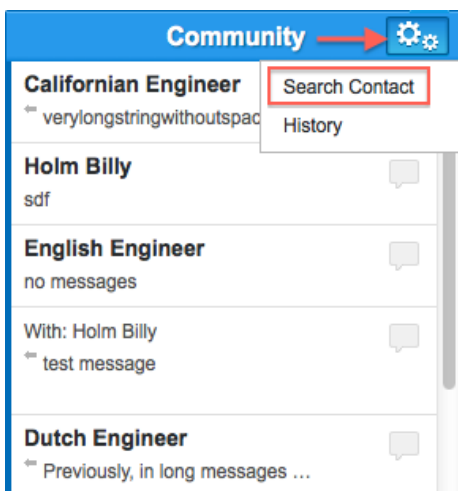 Community
Californian Engineer
verylongstringwithoutspac
Search Contact
History
Holm Billy
sdf
English Engineer
no messages
With: Holm Billy
test message
Dutch Engineer
Previously, in long messages ...